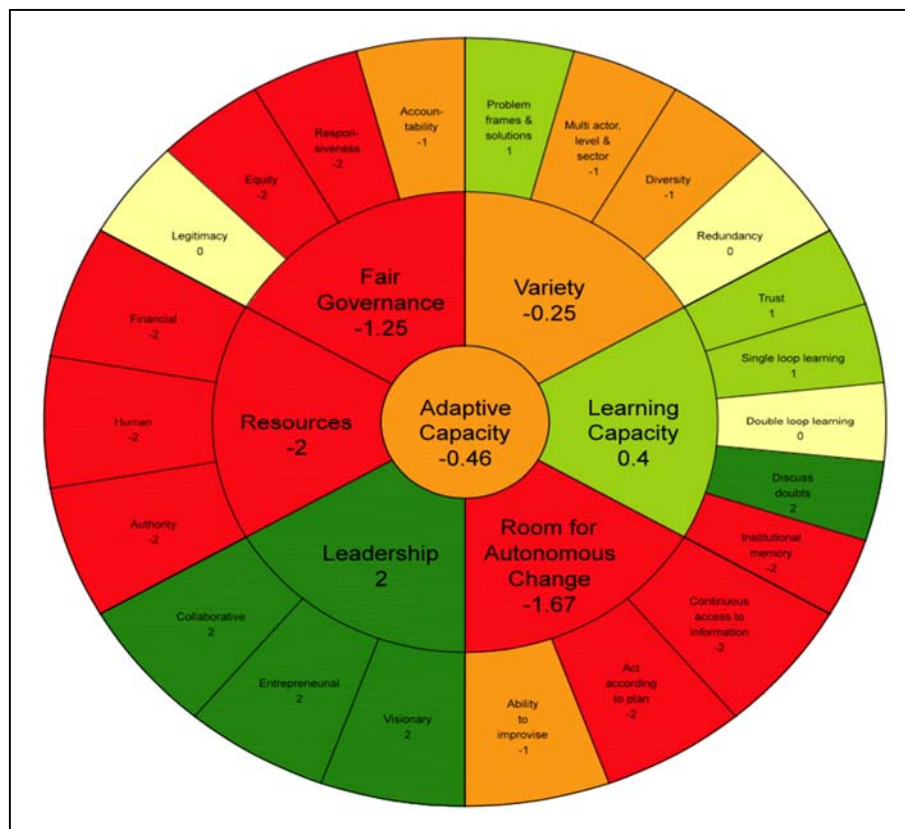 Adaptive
Capacity
-0.46
Variety
-0.25
Learning
Capacity
0.4
Room for
Autonomous
Change
-1.67
Leadership
2
Resources
-2
Fair
Governance
-1.25
Problem
frames &
solutions
1
Multi actor,
level &
sector
-1
Diversity
-1
Redundancy
0
Trust
1
Single loop learning
1
Double loop learning
0
Discuss
doubts
2
Institutional
memory
-2
Continuous
access to
information
-2
Act
according
to plan
-2
Ability
to
improvise
-1
Visionary
2
Entrepreneurial
2
Collaborative
2
Authority
-2
Human
-2
Financial
-2
Legitimacy
0
Equity
-2
Respon-
siveness
-2
Accoun-
tability
-1